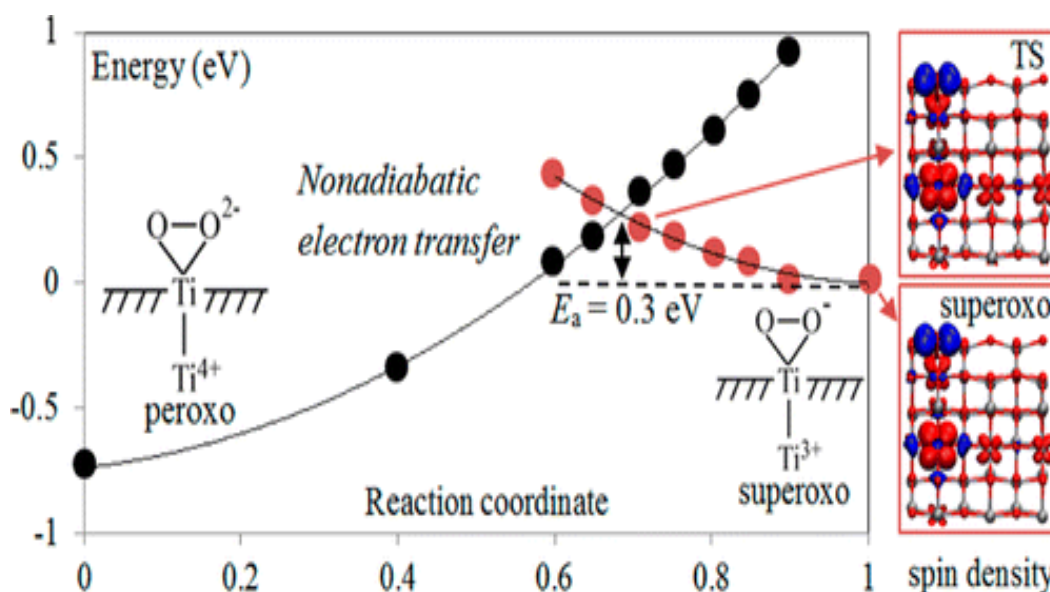 1
Energy (eV)
0.5
0
-0.5
-1
Nonadiabatic
electron transfer
O–O²⁻
Ti
Ti⁴⁺
peroxo
Eₐ = 0.3 eV
O–O⁻
Ti
Ti³⁺
superoxo
Reaction coordinate
0 0.2 0.4 0.6 0.8 1
TS
superoxo
spin density